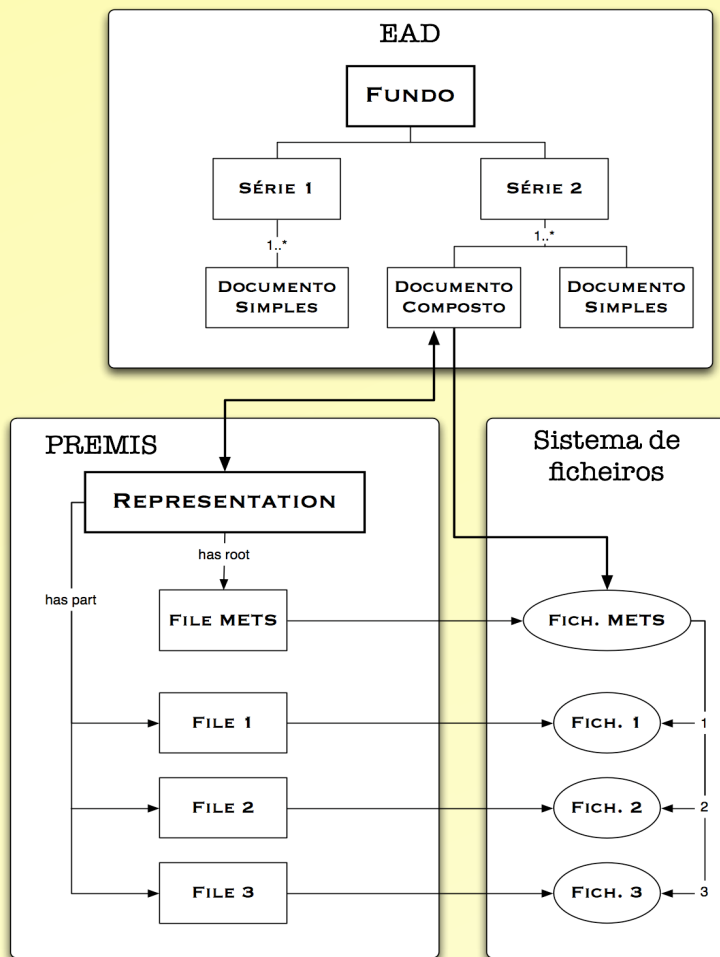 EAD
FUNDO
SÉRIE 1
SÉRIE 2
1..*
1..*
DOCUMENTO
SIMPLES
DOCUMENTO
COMPOSTO
DOCUMENTO
SIMPLES
PREMIS
REPRESENTATION
has root
has part
FILE METS
FILE 1
FILE 2
FILE 3
Sistema de
ficheiros
FICH. METS
FICH. 1
1
FICH. 2
2
FICH. 3
3